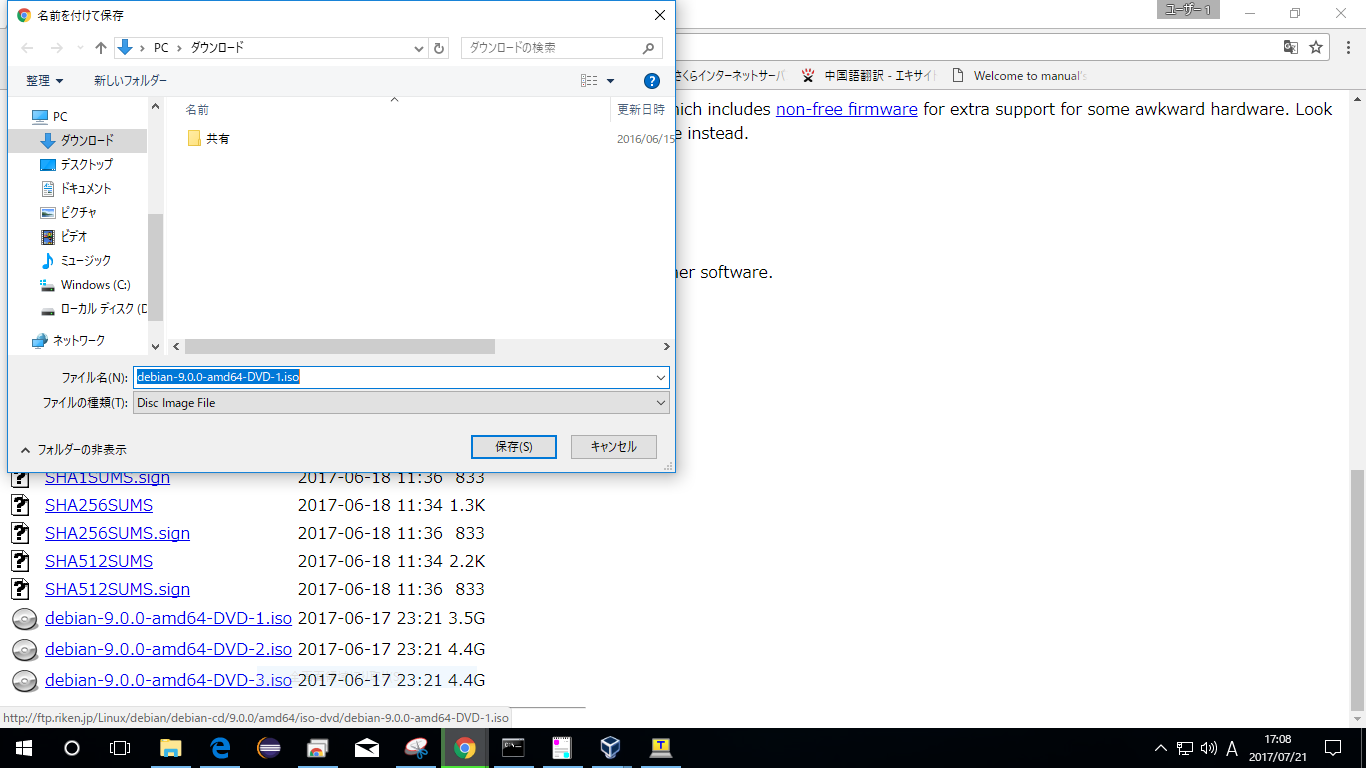 名前を付けて保存
ユーザー 1
PC › ダウンロード
ダウンロードの検索
整理
新しいフォルダー
さくらインターネットサーバ
中国語翻訳 - エキサイト
Welcome to manual's
名前
更新日時
共有
2016/06/15
PC
ダウンロード
デスクトップ
ドキュメント
ピクチャ
ビデオ
ミュージック
Windows (C:)
ローカル ディスク (D
ネットワーク
which includes non-free firmware for extra support for some awkward hardware. Look
instead.
software.
ファイル名(N): debian-9.0.0-amd64-DVD-1.iso
ファイルの種類(T): Disc Image File
フォルダーの非表示
保存(S)
キャンセル
SHA1SUMS.sign 2017-06-18 11:36 833
SHA256SUMS 2017-06-18 11:34 1.3K
SHA256SUMS.sign 2017-06-18 11:36 833
SHA512SUMS 2017-06-18 11:34 2.2K
SHA512SUMS.sign 2017-06-18 11:36 833
debian-9.0.0-amd64-DVD-1.iso 2017-06-17 23:21 3.5G
debian-9.0.0-amd64-DVD-2.iso 2017-06-17 23:21 4.4G
debian-9.0.0-amd64-DVD-3.iso 2017-06-17 23:21 4.4G
http://ftp.riken.jp/Linux/debian/debian-cd/9.0.0/amd64/iso-dvd/debian-9.0.0-amd64-DVD-1.iso
A
17:08
2017/07/21